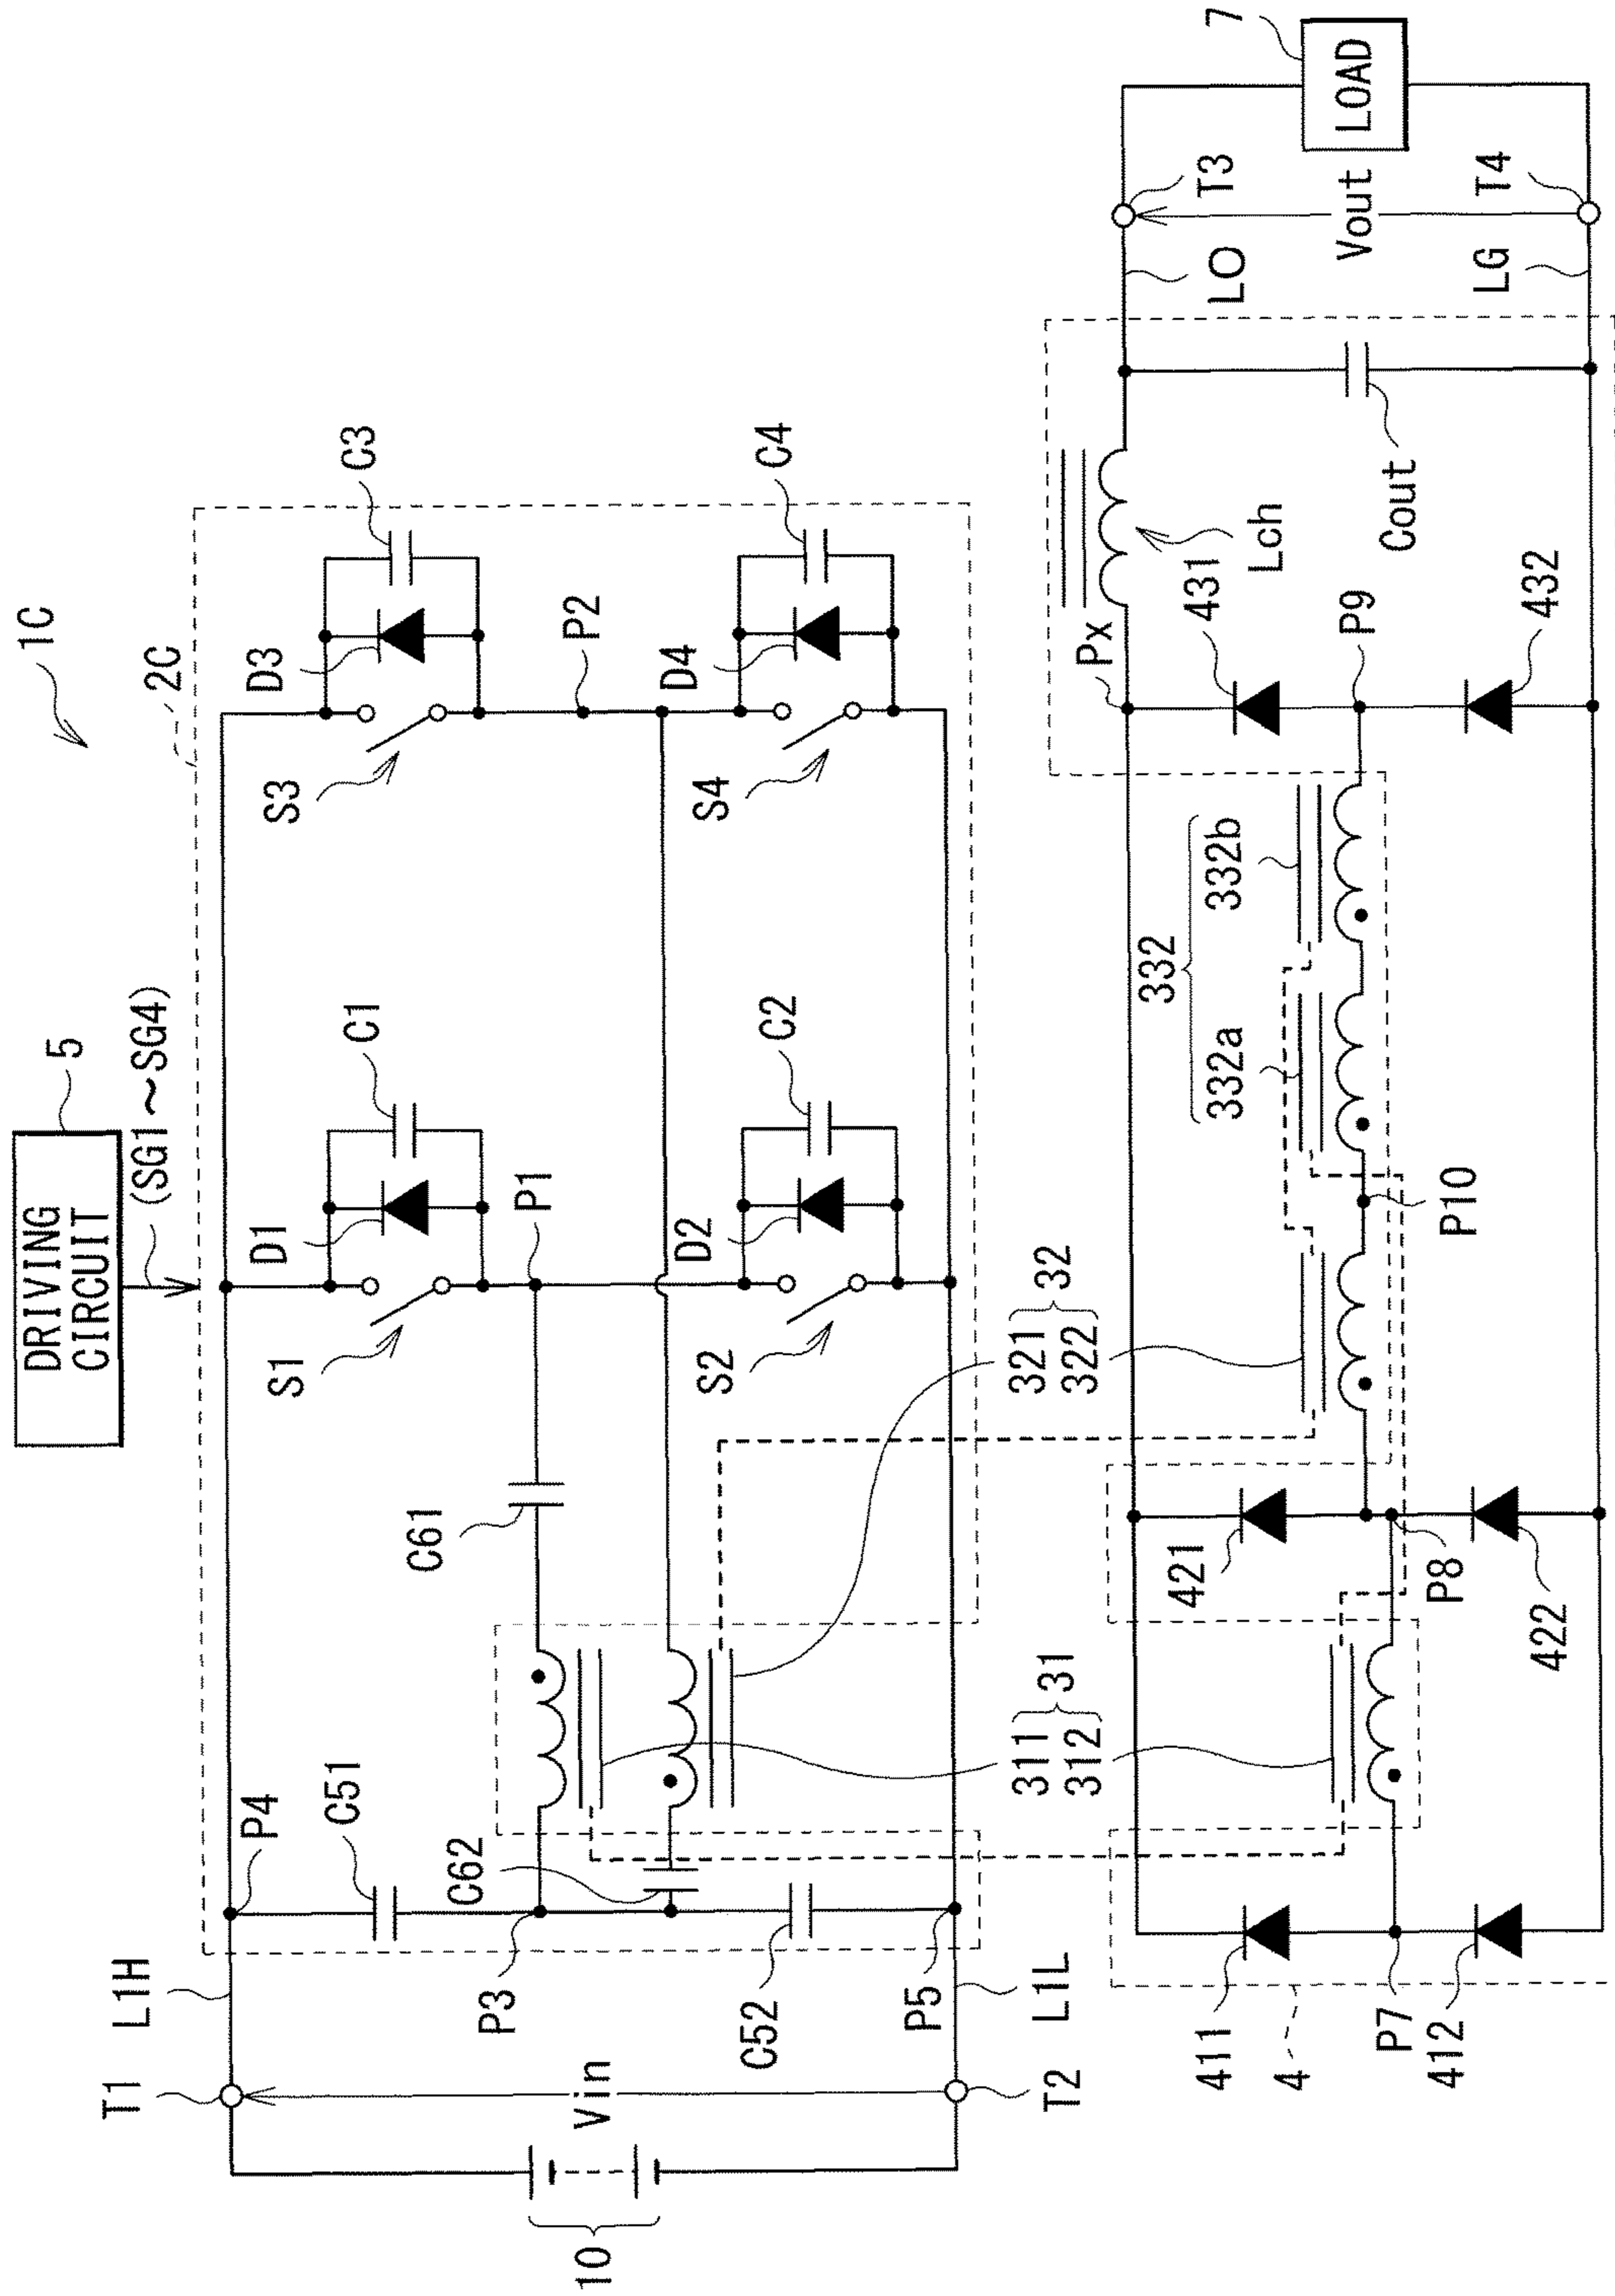 1C
DRIVING
CIRCUIT
5
(SG1～SG4)
2C
T1
L1H
P4
C51
S1
D1
C1
S3
D3
C3
10
Vin
P3
C62
C61
P1
P2
C52
S2
D2
C2
S4
D4
C4
P5
T2
L1L
311
312
31
321
322
32
332
332a
332b
Px
Lch
LO
T3
7
LOAD
411
4
421
431
P9
Cout
Vout
P7
412
P8
422
P10
432
LG
T4